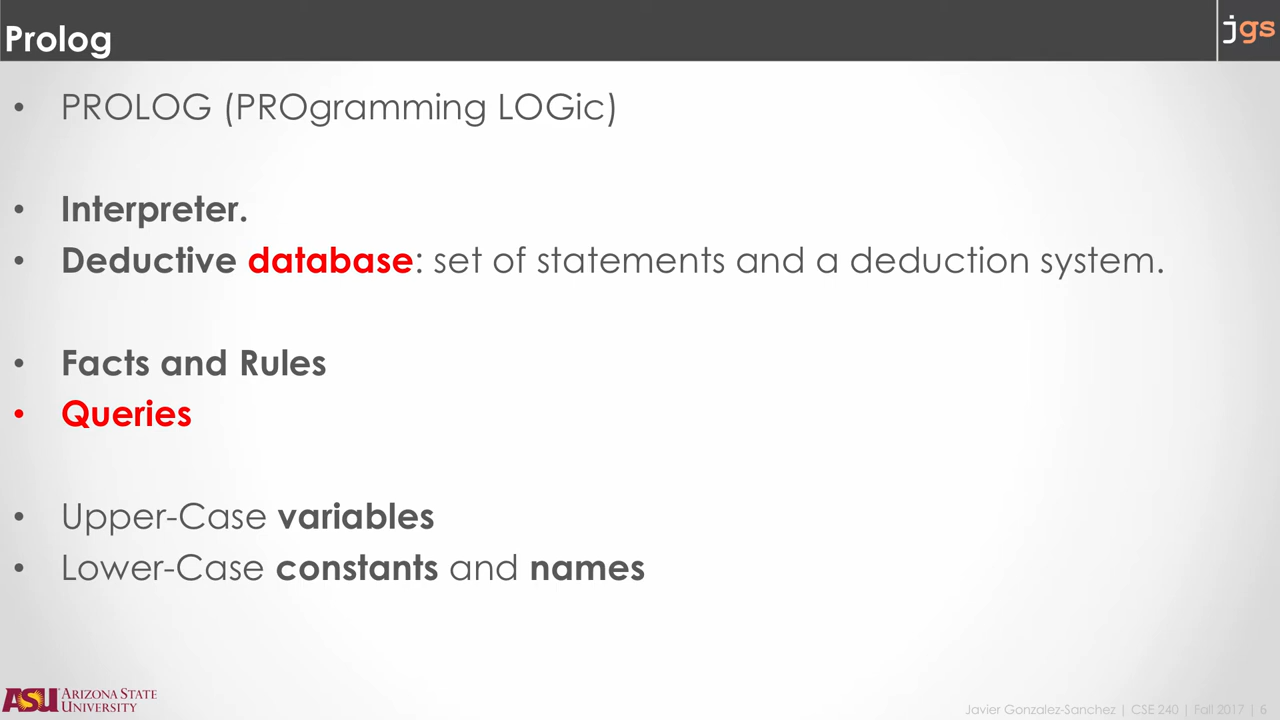 Prolog
jgs
• PROLOG (PROgramming LOGic)
• Interpreter.
• Deductive database: set of statements and a deduction system.
• Facts and Rules
• Queries
• Upper-Case variables
• Lower-Case constants and names
ASU ARIZONA STATE
UNIVERSITY
Javier Gonzalez-Sanchez | CSE 240 | Fall 2017 | 6